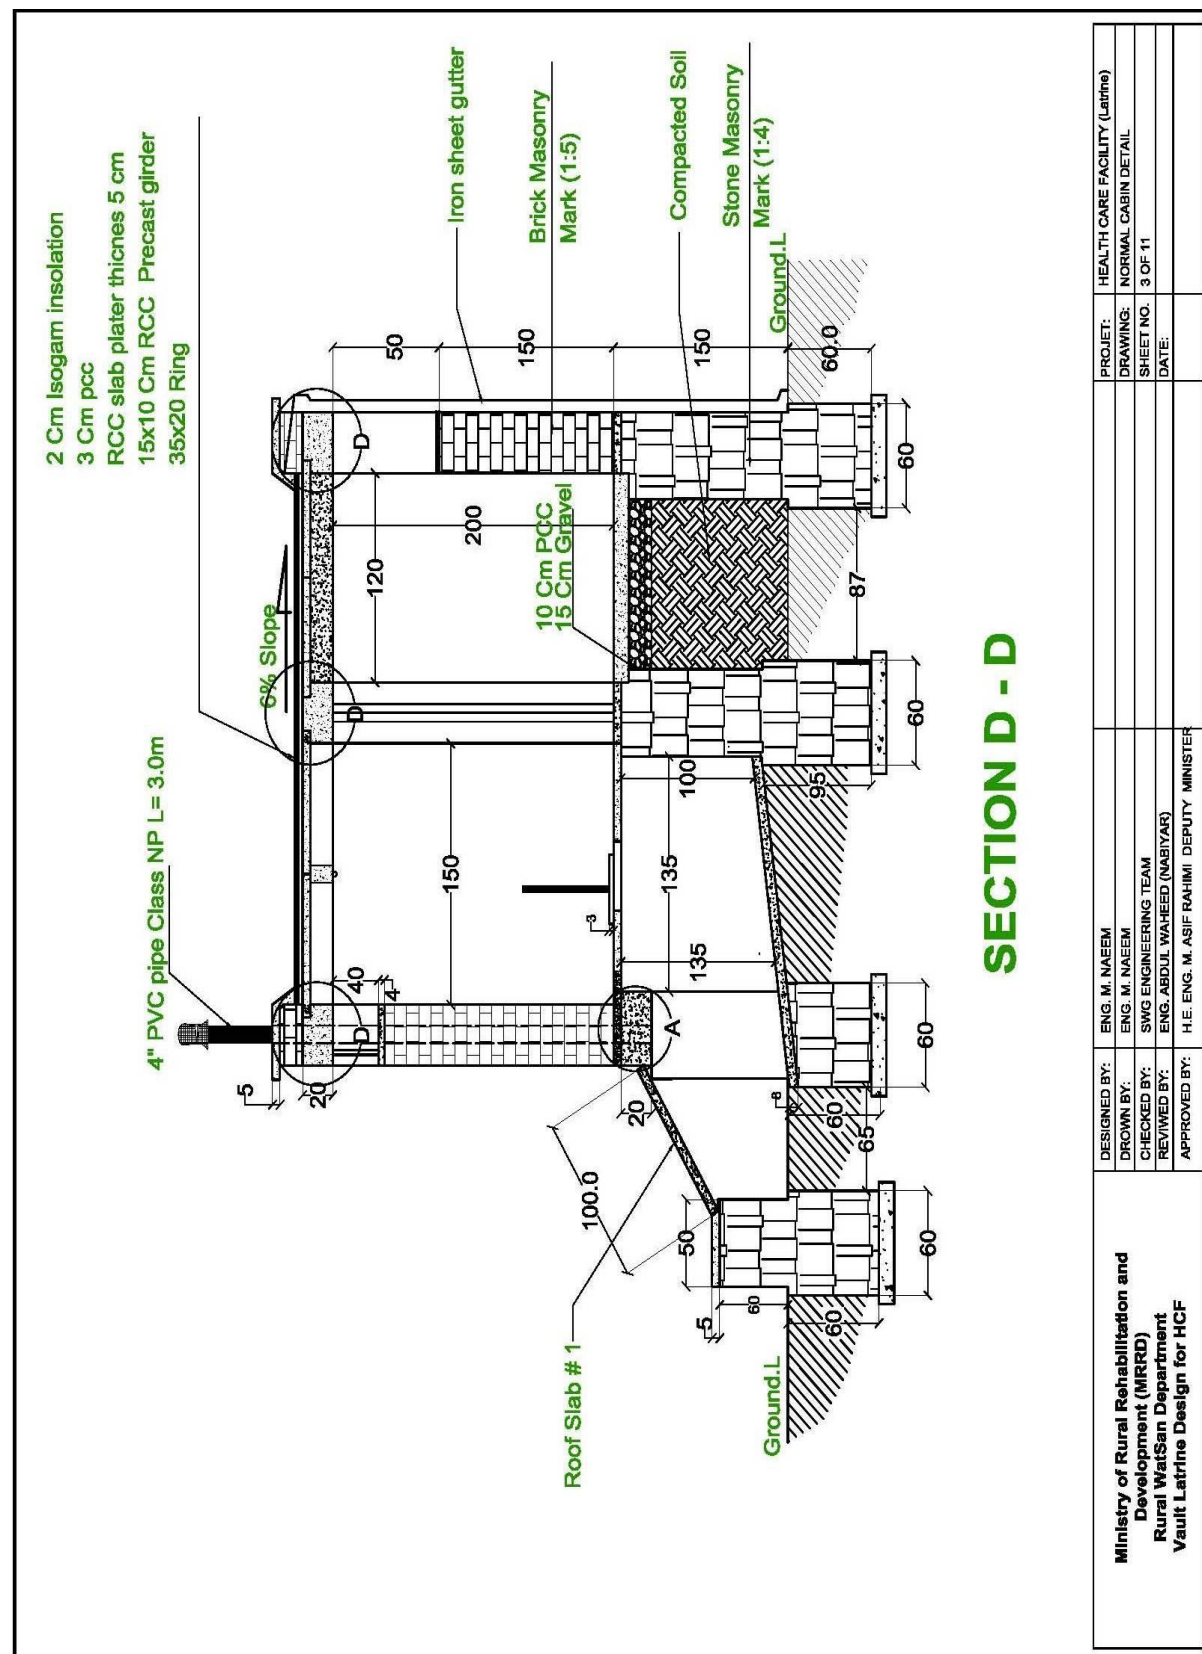 2 Cm Isogam insolation
3 Cm pcc
RCC slab plater thicnes 5 cm
15x10 Cm RCC Precast girder
35x20 Ring
4" PVC pipe Class NP L= 3.0m
6% Slope
Iron sheet gutter
Brick Masonry
Mark (1:5)
Compacted Soil
Stone Masonry
Mark (1:4)
Ground.L
10 Cm PCC
15 Cm Gravel
Roof Slab # 1
Ground.L
D
D
D
A
5
20
40
4
150
120
200
50
150
150
60.0
3
20
100.0
135
135
100
50
5
60
60
8
60
65
95
87
60
60
60
60
SECTION D - D
Ministry of Rural Rehabilitation and
Development (MRRD)
Rural WatSan Department
Vault Latrine Design for HCF
DESIGNED BY: ENG. M. NAEEM
DROWN BY: ENG. M. NAEEM
CHECKED BY: SWG ENGINEERING TEAM
REVIWED BY: ENG. ABDUL WAHEED (NABIYAR)
APPROVED BY: H.E. ENG. M. ASIF RAHIMI DEPUTY MINISTER
PROJET: HEALTH CARE FACILITY (Latrine)
DRAWING: NORMAL CABIN DETAIL
SHEET NO. 3 OF 11
DATE: